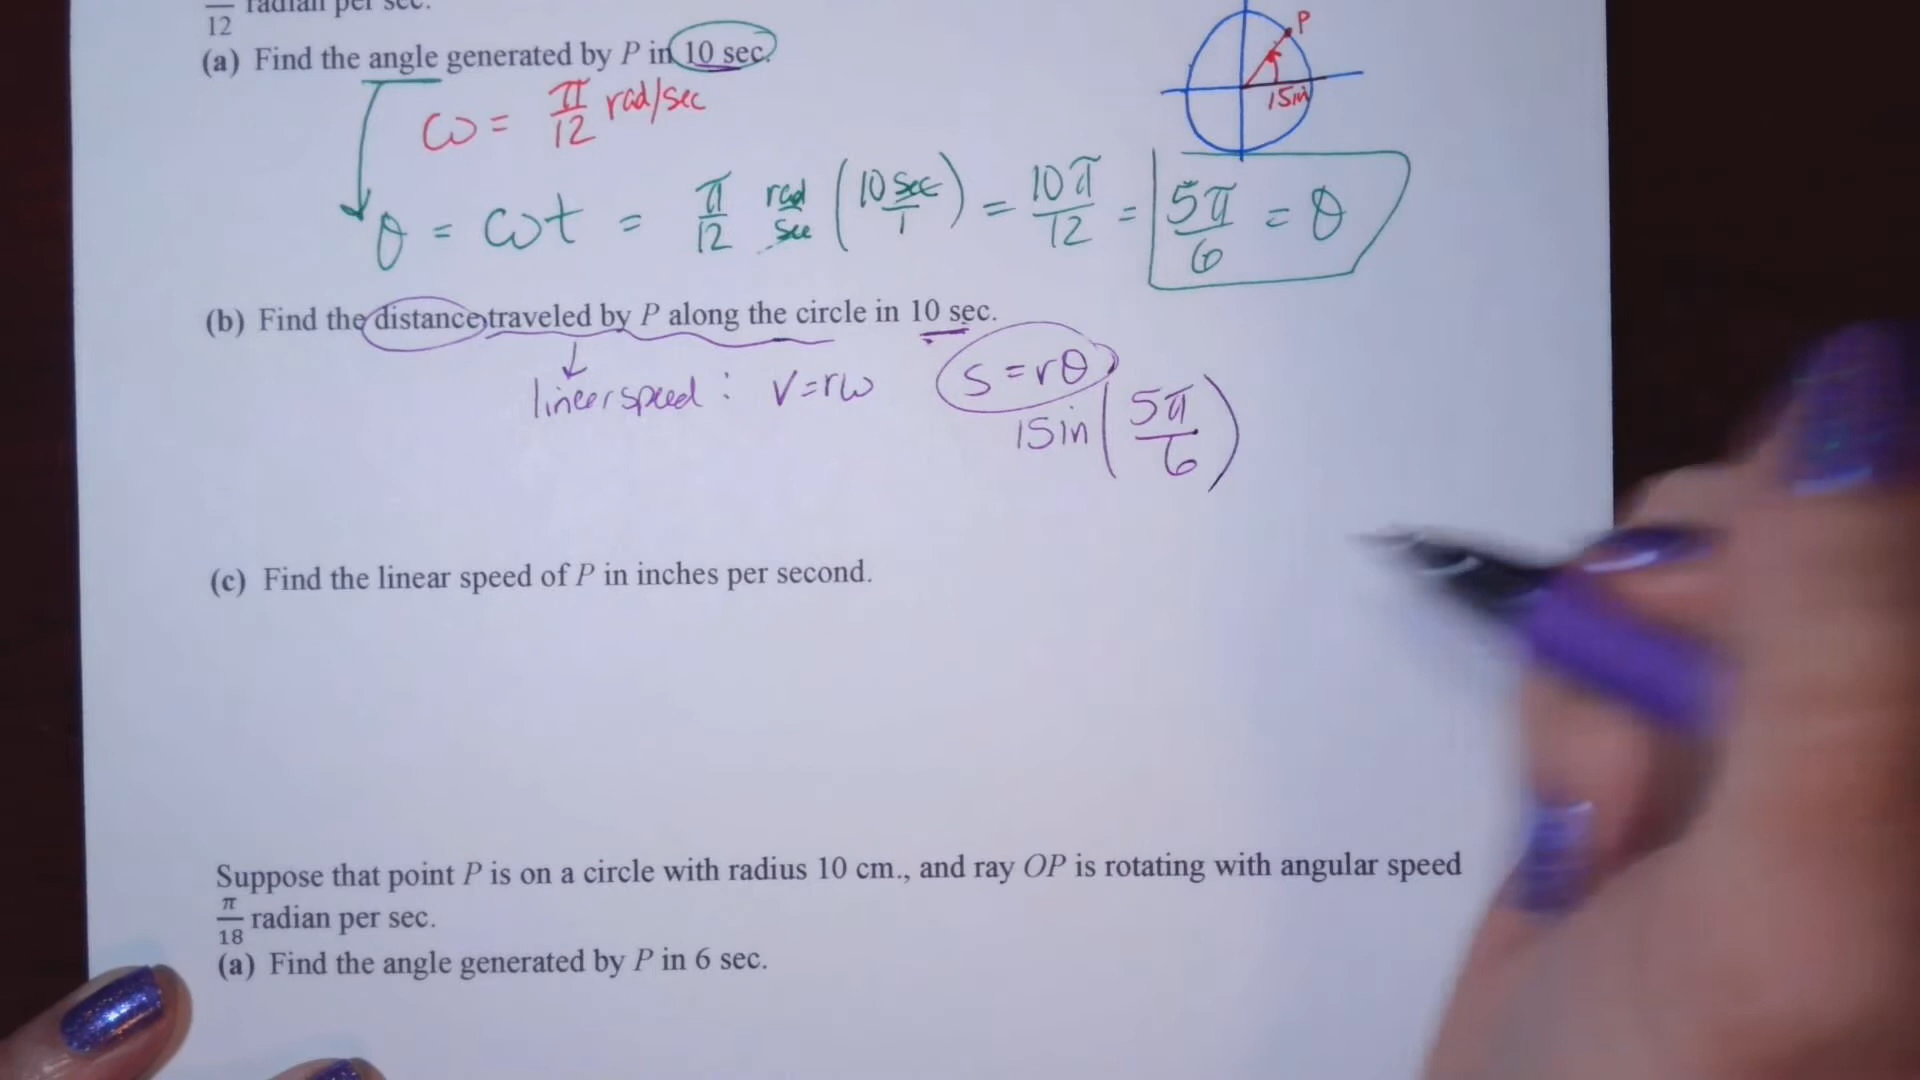 π/12 radian per sec.
(a) Find the angle generated by P in 10 sec.
P
15in
ω = π/12 rad/sec
θ = ωt = π/12 rad/sec (10 sec/1) = 10π/12 = 5π/6 = θ
(b) Find the distance traveled by P along the circle in 10 sec.
linear speed : v=rω s=rθ
15in (5π/6)
(c) Find the linear speed of P in inches per second.
Suppose that point P is on a circle with radius 10 cm., and ray OP is rotating with angular speed
π/18 radian per sec.
(a) Find the angle generated by P in 6 sec.